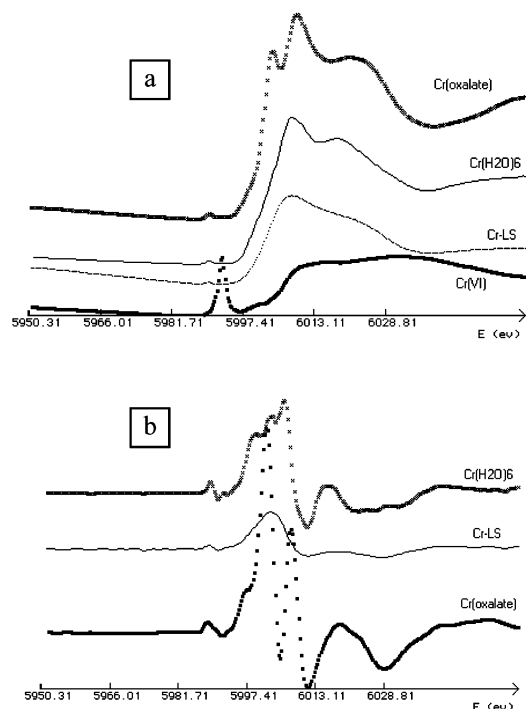 a
Cr(oxalate)
Cr(H2O)6
Cr-LS
Cr(VI)
5950.31 5966.01 5981.71 5997.41 6013.11 6028.81
E (ev)
b
Cr(H2O)6
Cr-LS
Cr(oxalate)
5950.31 5966.01 5981.71 5997.41 6013.11 6028.81
E (ev)